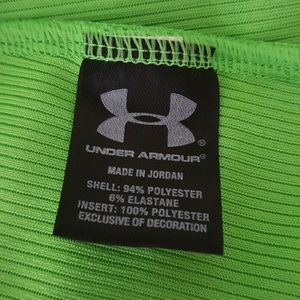 UNDER ARMOUR®
MADE IN JORDAN
SHELL: 94% POLYESTER
6% ELASTANE
INSERT: 100% POLYESTER
EXCLUSIVE OF DECORATION